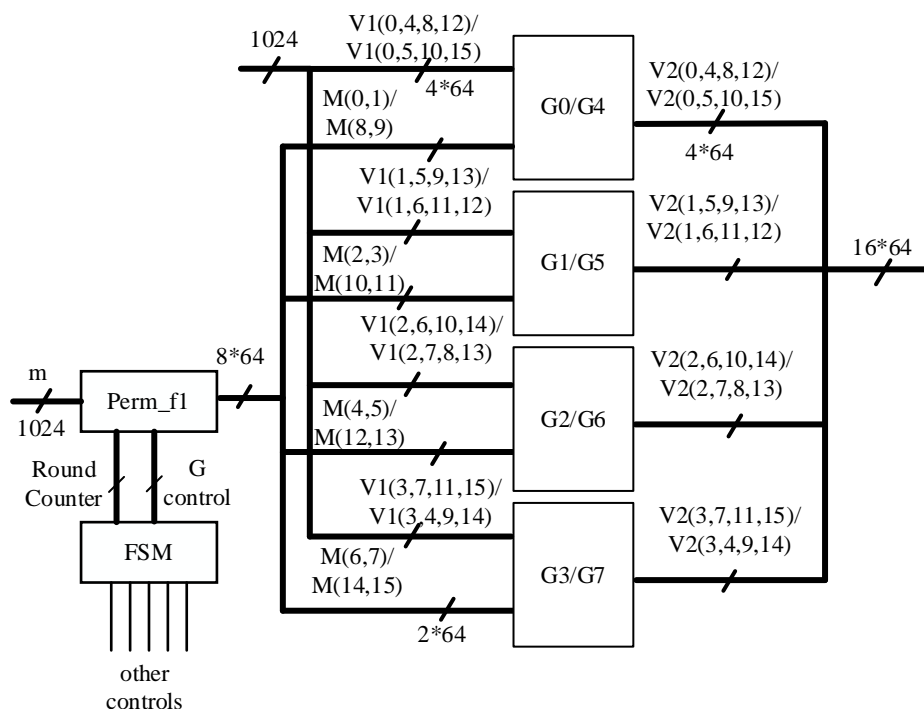 1024
V1(0,4,8,12)/
V1(0,5,10,15)
4*64
M(0,1)/
M(8,9)
G0/G4
V2(0,4,8,12)/
V2(0,5,10,15)
4*64
V1(1,5,9,13)/
V1(1,6,11,12)
M(2,3)/
M(10,11)
G1/G5
V2(1,5,9,13)/
V2(1,6,11,12)
16*64
V1(2,6,10,14)/
V1(2,7,8,13)
M(4,5)/
M(12,13)
G2/G6
V2(2,6,10,14)/
V2(2,7,8,13)
m
1024
Perm_f1
8*64
Round
Counter
G
control
FSM
other
controls
V1(3,7,11,15)/
V1(3,4,9,14)
M(6,7)/
M(14,15)
2*64
G3/G7
V2(3,7,11,15)/
V2(3,4,9,14)